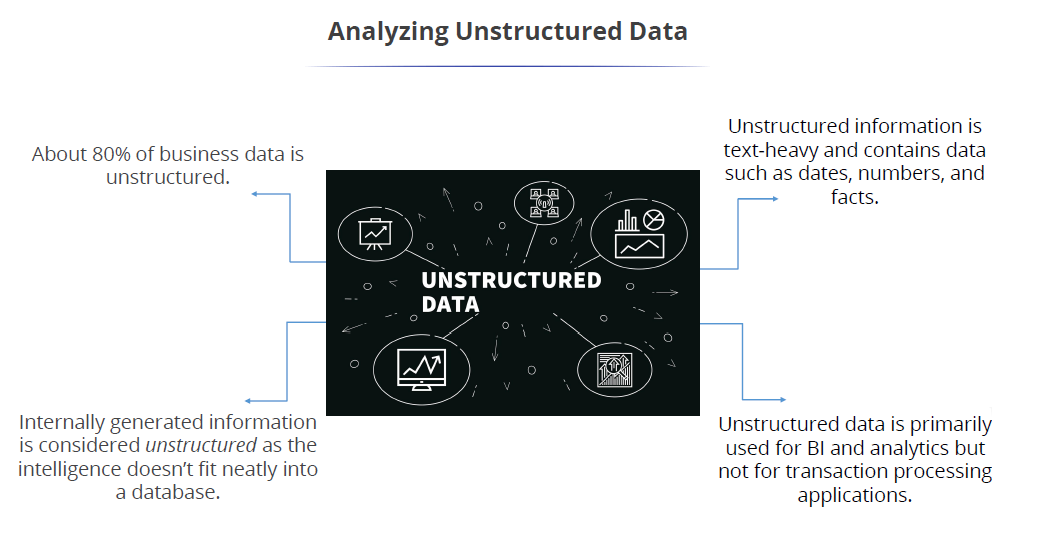 Analyzing Unstructured Data
About 80% of business data is
unstructured.
Unstructured information is
text-heavy and contains data
such as dates, numbers, and
facts.
UNSTRUCTURED
DATA
Internally generated information
is considered unstructured as the
intelligence doesn’t fit neatly into
a database.
Unstructured data is primarily
used for BI and analytics but
not for transaction processing
applications.